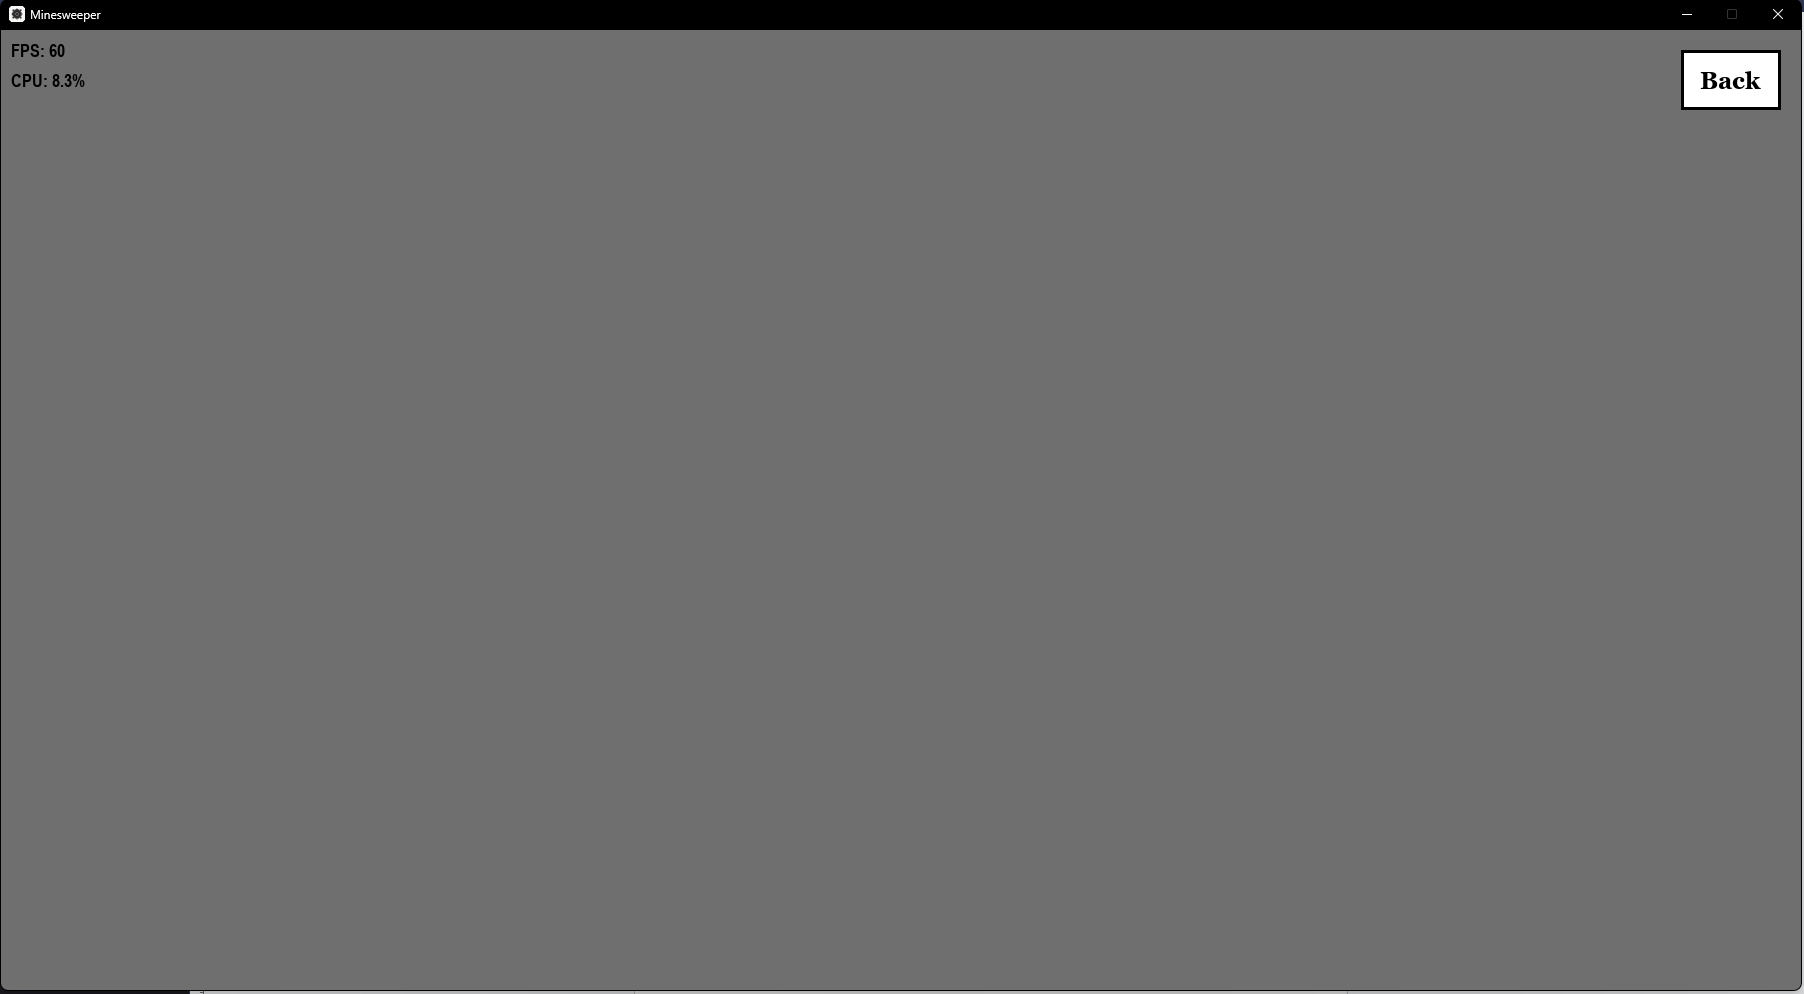 Minesweeper
FPS: 60
CPU: 8.3%
Back